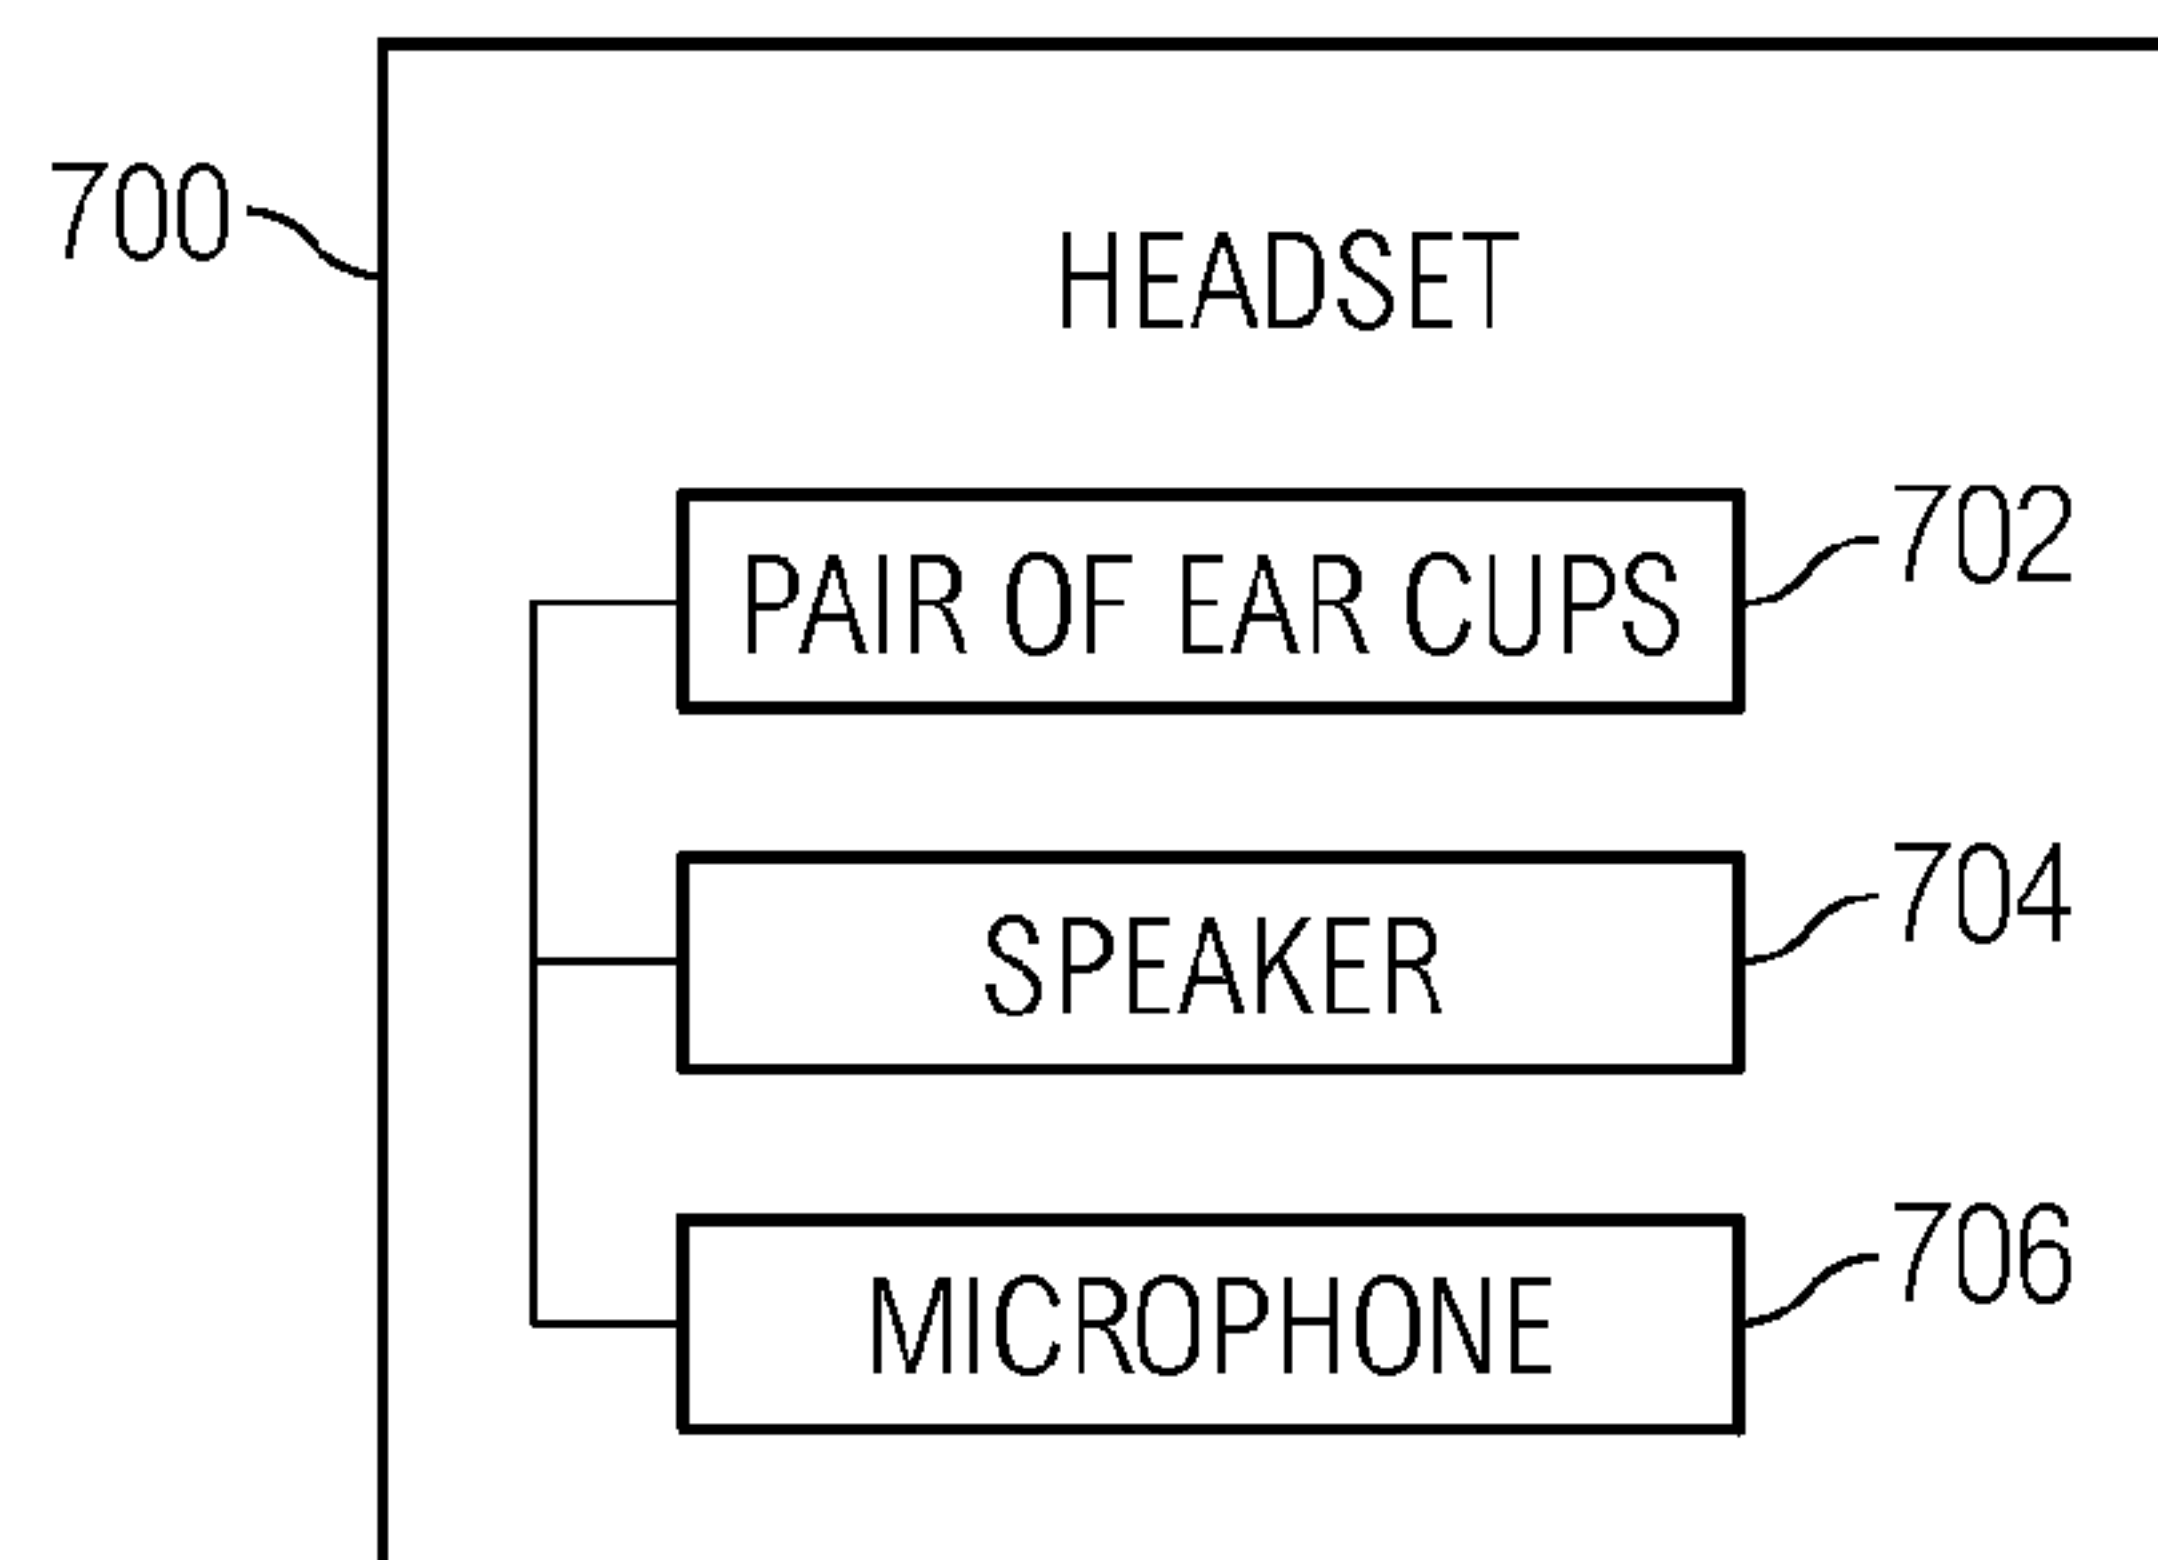 700
HEADSET
PAIR OF EAR CUPS
702
SPEAKER
704
MICROPHONE
706